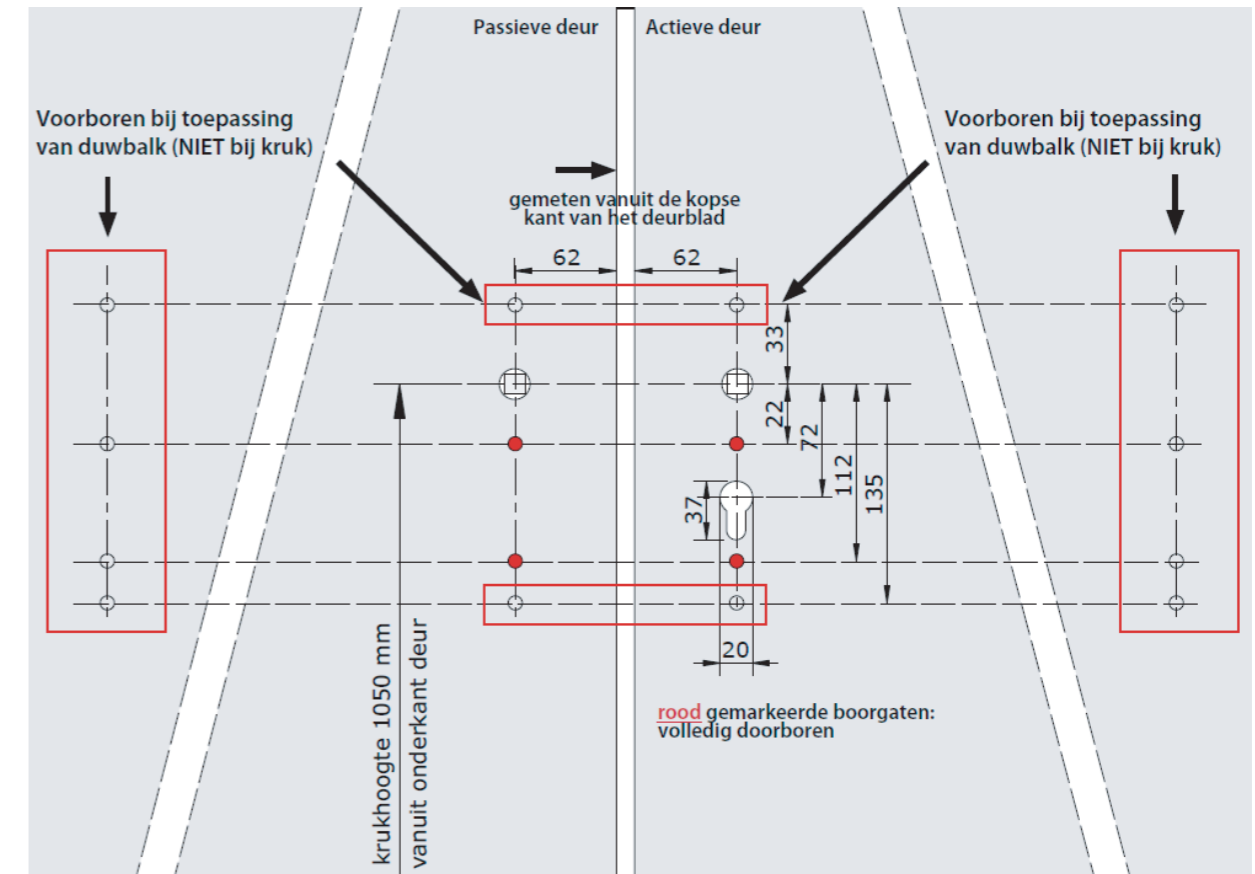 Passieve deur
Actieve deur
Voorboren bij toepassing
van duwbalk (NIET bij kruk)
Voorboren bij toepassing
van duwbalk (NIET bij kruk)
gemeten vanuit de kopse
kant van het deurblad
62
62
33
22
72
112
135
37
20
krukhoogte 1050 mm
vanuit onderkant deur
rood gemarkeerde boorgaten:
volledig doorboren